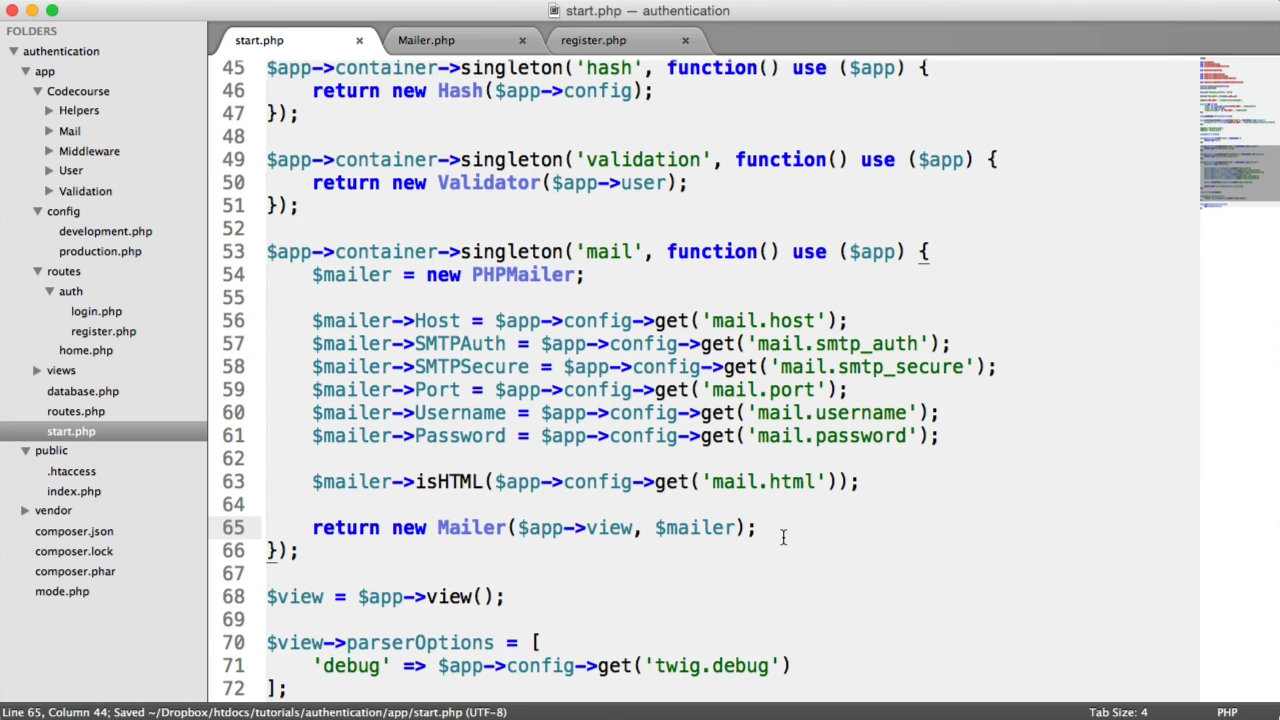 start.php — authentication
FOLDERS
authentication
app
Codecourse
Helpers
Mail
Middleware
User
Validation
config
development.php
production.php
routes
auth
login.php
register.php
home.php
views
database.php
routes.php
start.php
public
.htaccess
index.php
vendor
composer.json
composer.lock
composer.phar
mode.php
start.php × Mailer.php × register.php ×
45 $app->container->singleton('hash', function() use ($app) {
46     return new Hash($app->config);
47 });
48
49 $app->container->singleton('validation', function() use ($app) {
50     return new Validator($app->user);
51 });
52
53 $app->container->singleton('mail', function() use ($app) {
54     $mailer = new PHPMailer;
55
56     $mailer->Host = $app->config->get('mail.host');
57     $mailer->SMTPAuth = $app->config->get('mail.smtp_auth');
58     $mailer->SMTPSecure = $app->config->get('mail.smtp_secure');
59     $mailer->Port = $app->config->get('mail.port');
60     $mailer->Username = $app->config->get('mail.username');
61     $mailer->Password = $app->config->get('mail.password');
62
63     $mailer->isHTML($app->config->get('mail.html'));
64
65     return new Mailer($app->view, $mailer);
66 });
67
68 $view = $app->view();
69
70 $view->parserOptions = [
71     'debug' => $app->config->get('twig.debug')
72 ];
Line 65, Column 44; Saved ~/Dropbox/htdocs/tutorials/authentication/app/start.php (UTF-8) Tab Size: 4 PHP